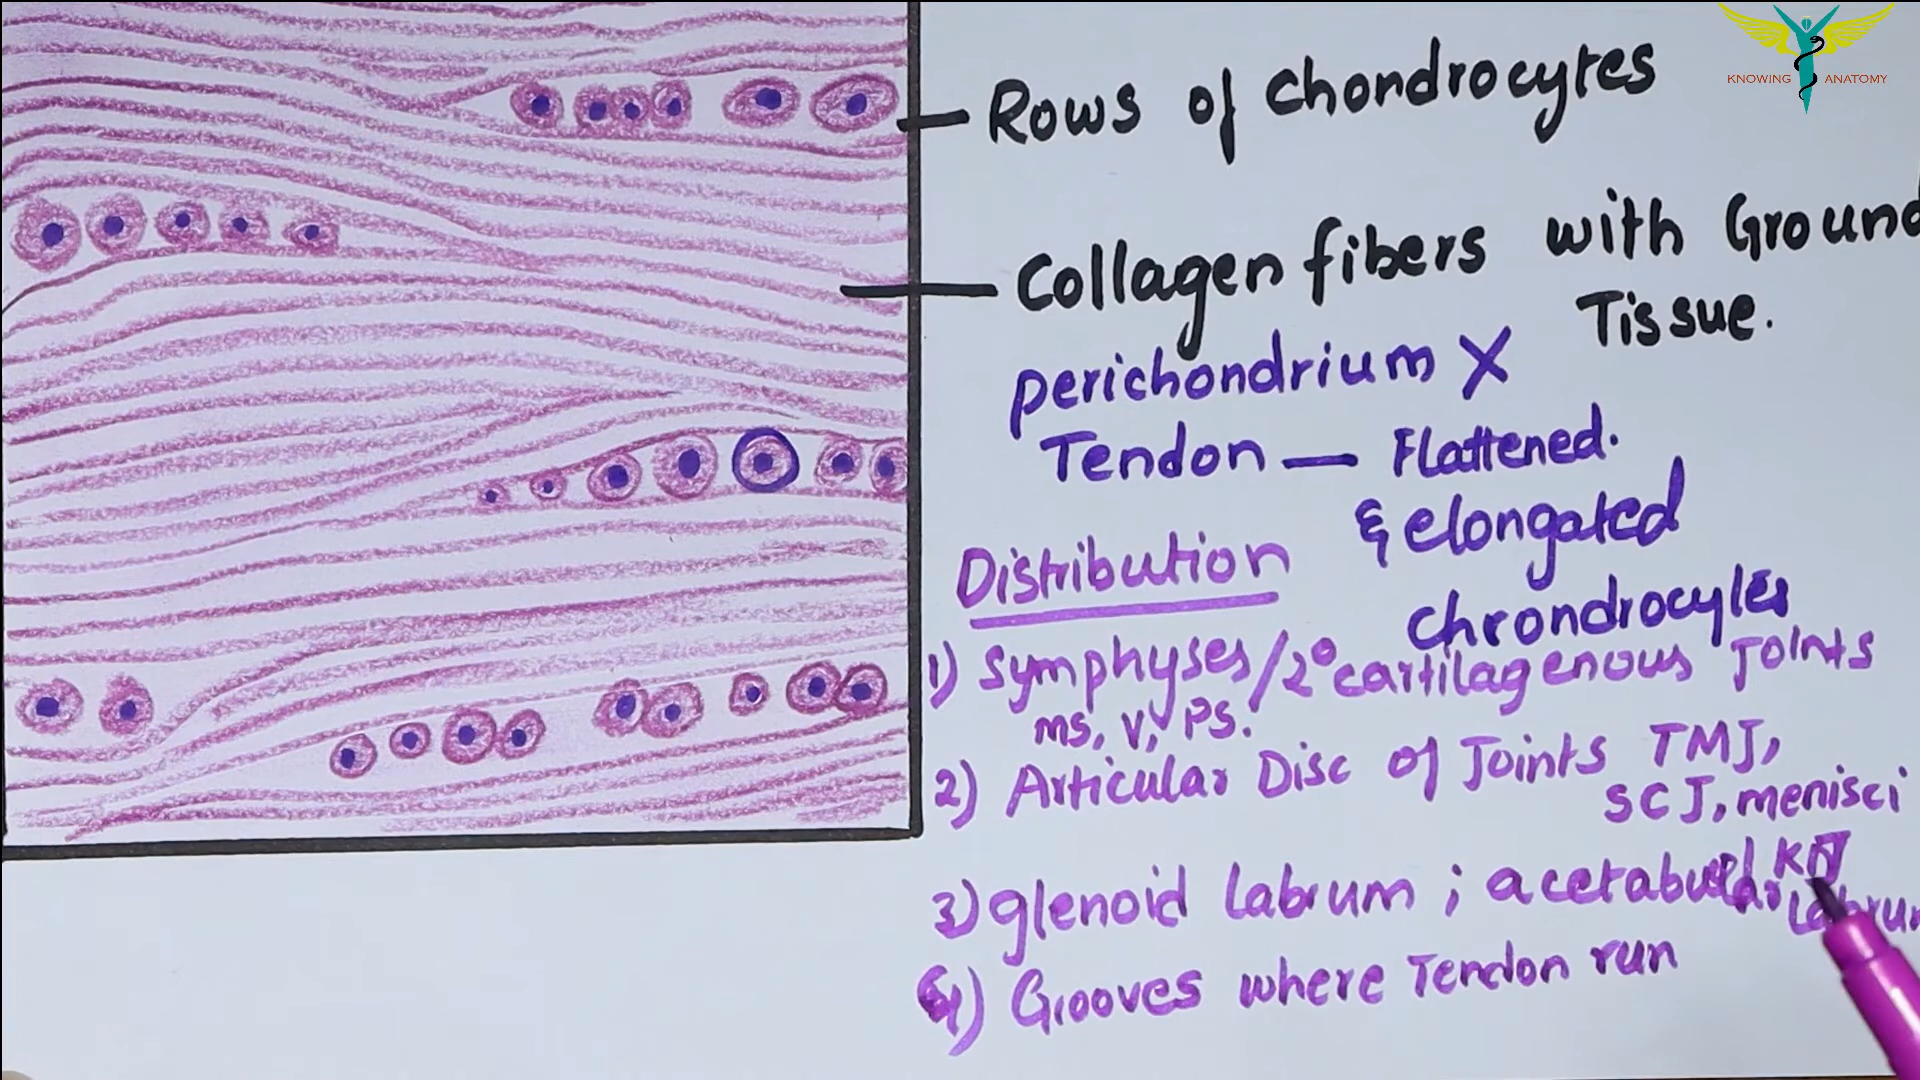 KNOWING ANATOMY
Rows of chondrocytes
Collagen fibers with Ground
Tissue.
perichondrium X
Tendon — Flattened.
& elongated
chrondrocytes
Distribution
1) Symphyses/2° cartilagenous Joints
MS, V, PS.
2) Articular Disc of Joints TMJ,
SCJ, menisci
KJ
3) glenoid labrum ; acetabular Labrum
4) Grooves where Tendon run